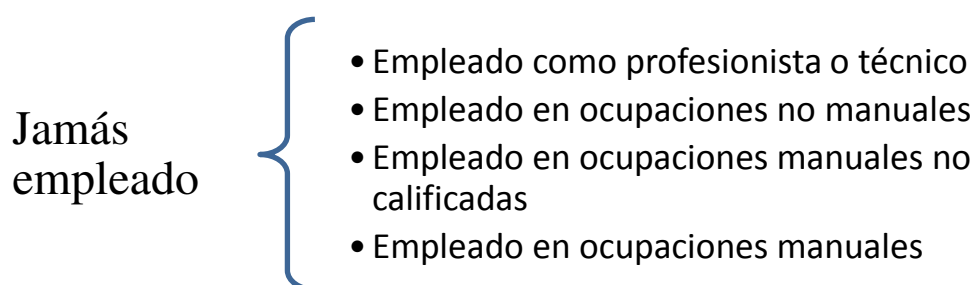 Jamás
empleado
• Empleado como profesionista o técnico
• Empleado en ocupaciones no manuales
• Empleado en ocupaciones manuales no
calificadas
• Empleado en ocupaciones manuales